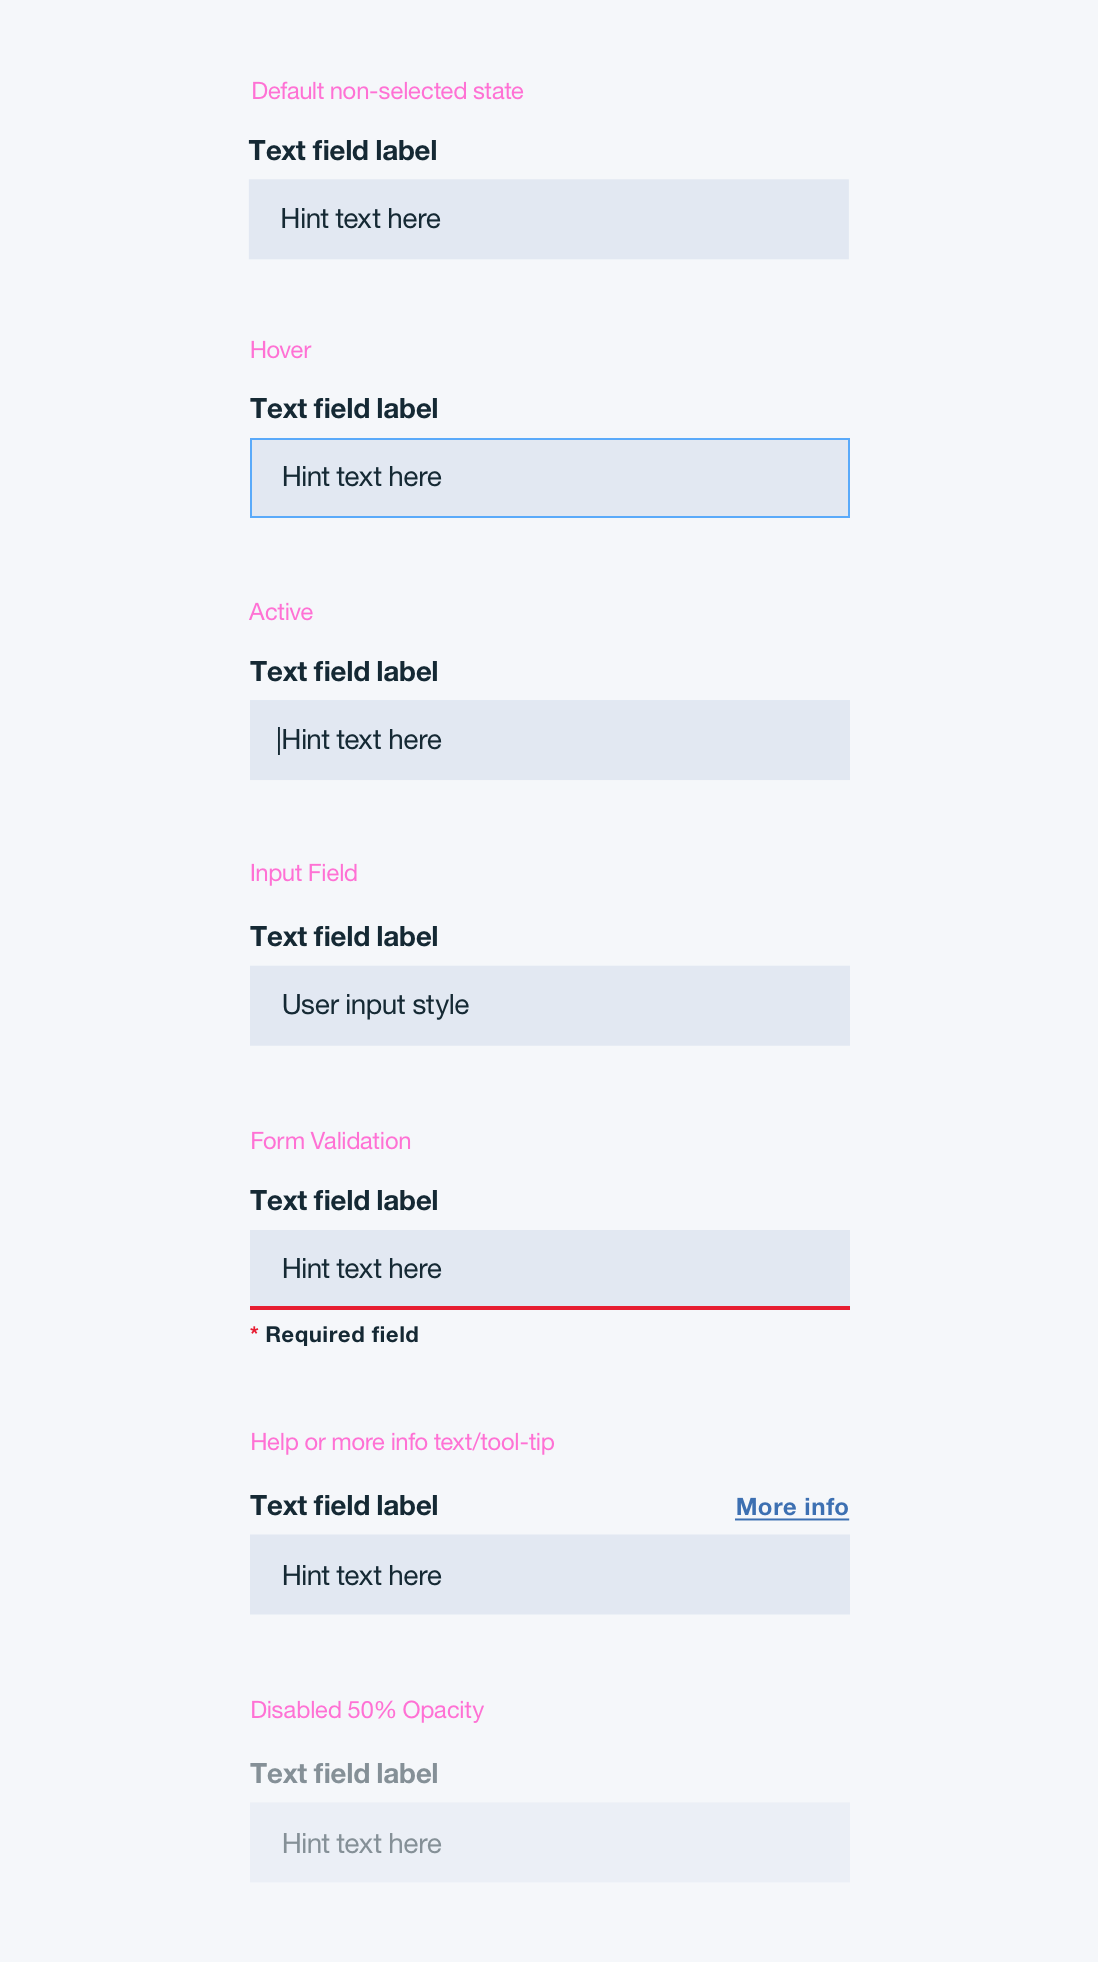 Default non-selected state
Text field label
Hint text here
Hover
Text field label
Hint text here
Active
Text field label
Hint text here
Input Field
Text field label
User input style
Form Validation
Text field label
Hint text here
* Required field
Help or more info text/tool-tip
Text field label More info
Hint text here
Disabled 50% Opacity
Text field label
Hint text here